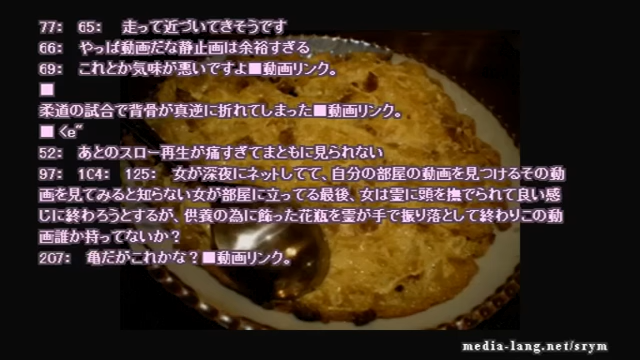 77： 65： 走って近づいてきそうです
66： やっぱ動画だな静止画は余裕すぎる
69： これとか気味が悪いですよ■動画リンク。
■
柔道の試合で背骨が真逆に折れてしまった■動画リンク。
■ <e~
52： あとのスロー再生が痛すぎてまともに見られない
97： 1C4： 125： 女が深夜にネットしてて、自分の部屋の動画を見つけるその動
画を見てみると知らない女が部屋に立ってる最後、女は霊に頭を撫でられて良い感
じに終わろうとするが、供養の為に飾った花瓶を霊が手で振り落として終わりこの動
画誰か持ってないか？
207： 亀だがこれかな？■動画リンク。
media-lang.net/srym